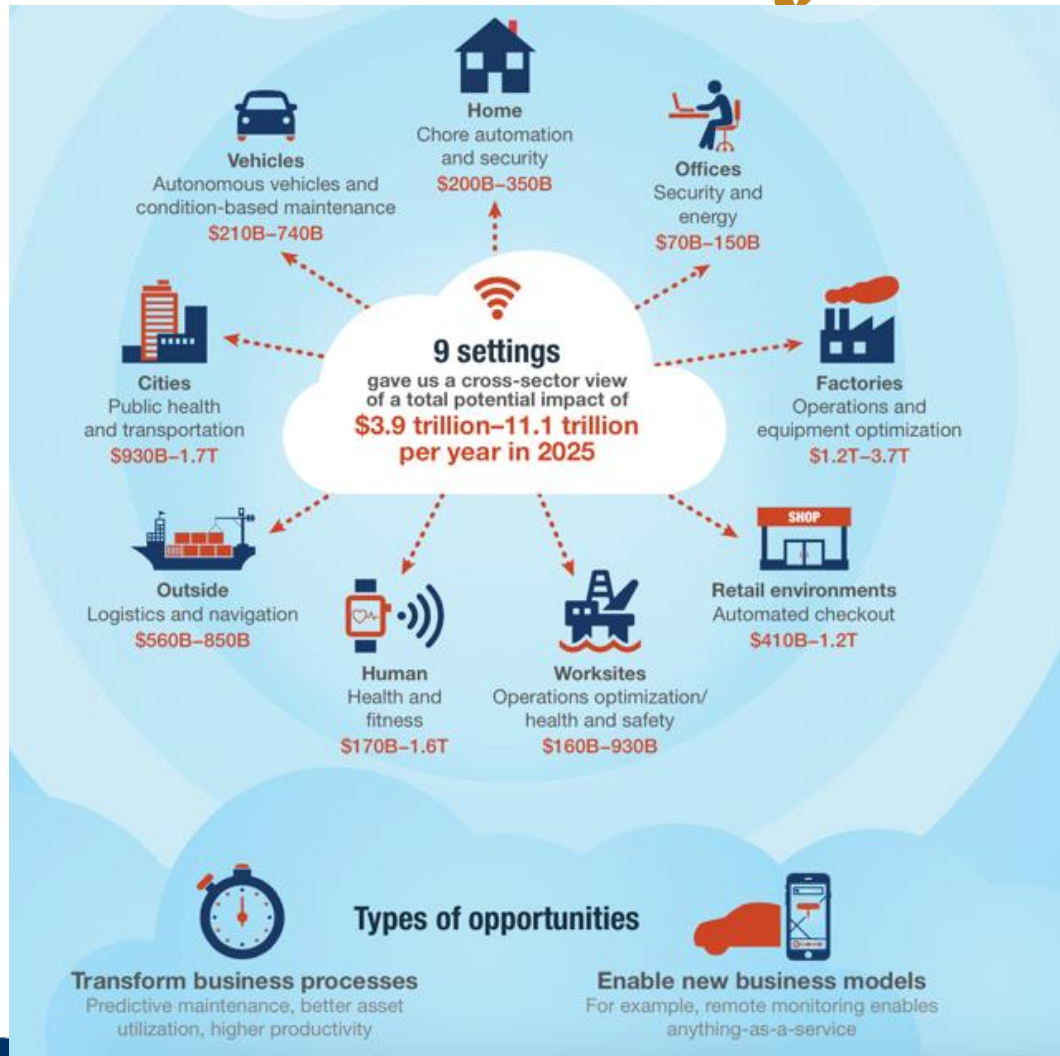 Home
Chore automation
and security
$200B–350B
Vehicles
Autonomous vehicles and
condition-based maintenance
$210B–740B
Offices
Security and
energy
$70B–150B
9 settings
gave us a cross-sector view
of a total potential impact of
$3.9 trillion–11.1 trillion
per year in 2025
Cities
Public health
and transportation
$930B–1.7T
Factories
Operations and
equipment optimization
$1.2T–3.7T
Outside
Logistics and navigation
$560B–850B
SHOP
Retail environments
Automated checkout
$410B–1.2T
Human
Health and
fitness
$170B–1.6T
Worksites
Operations optimization/
health and safety
$160B–930B
Types of opportunities
Transform business processes
Predictive maintenance, better asset
utilization, higher productivity
Enable new business models
For example, remote monitoring enables
anything-as-a-service